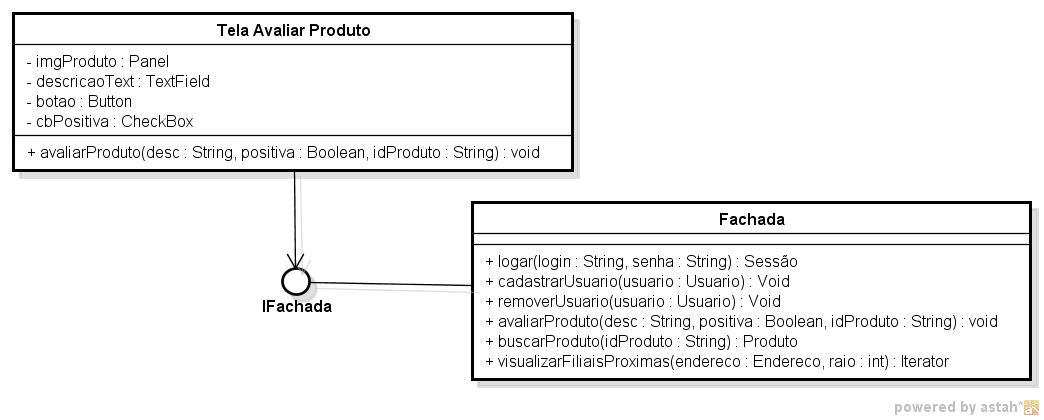 Tela Avaliar Produto
- imgProduto : Panel
- descricaoText : TextField
- botao : Button
- cbPositiva : CheckBox
+ avaliarProduto(desc : String, positiva : Boolean, idProduto : String) : void
IFachada
Fachada
+ logar(login : String, senha : String) : Sessão
+ cadastrarUsuario(usuario : Usuario) : Void
+ removerUsuario(usuario : Usuario) : Void
+ avaliarProduto(desc : String, positiva : Boolean, idProduto : String) : void
+ buscarProduto(idProduto : String) : Produto
+ visualizarFiliaisProximas(endereco : Endereco, raio : int) : Iterator
powered by astah*